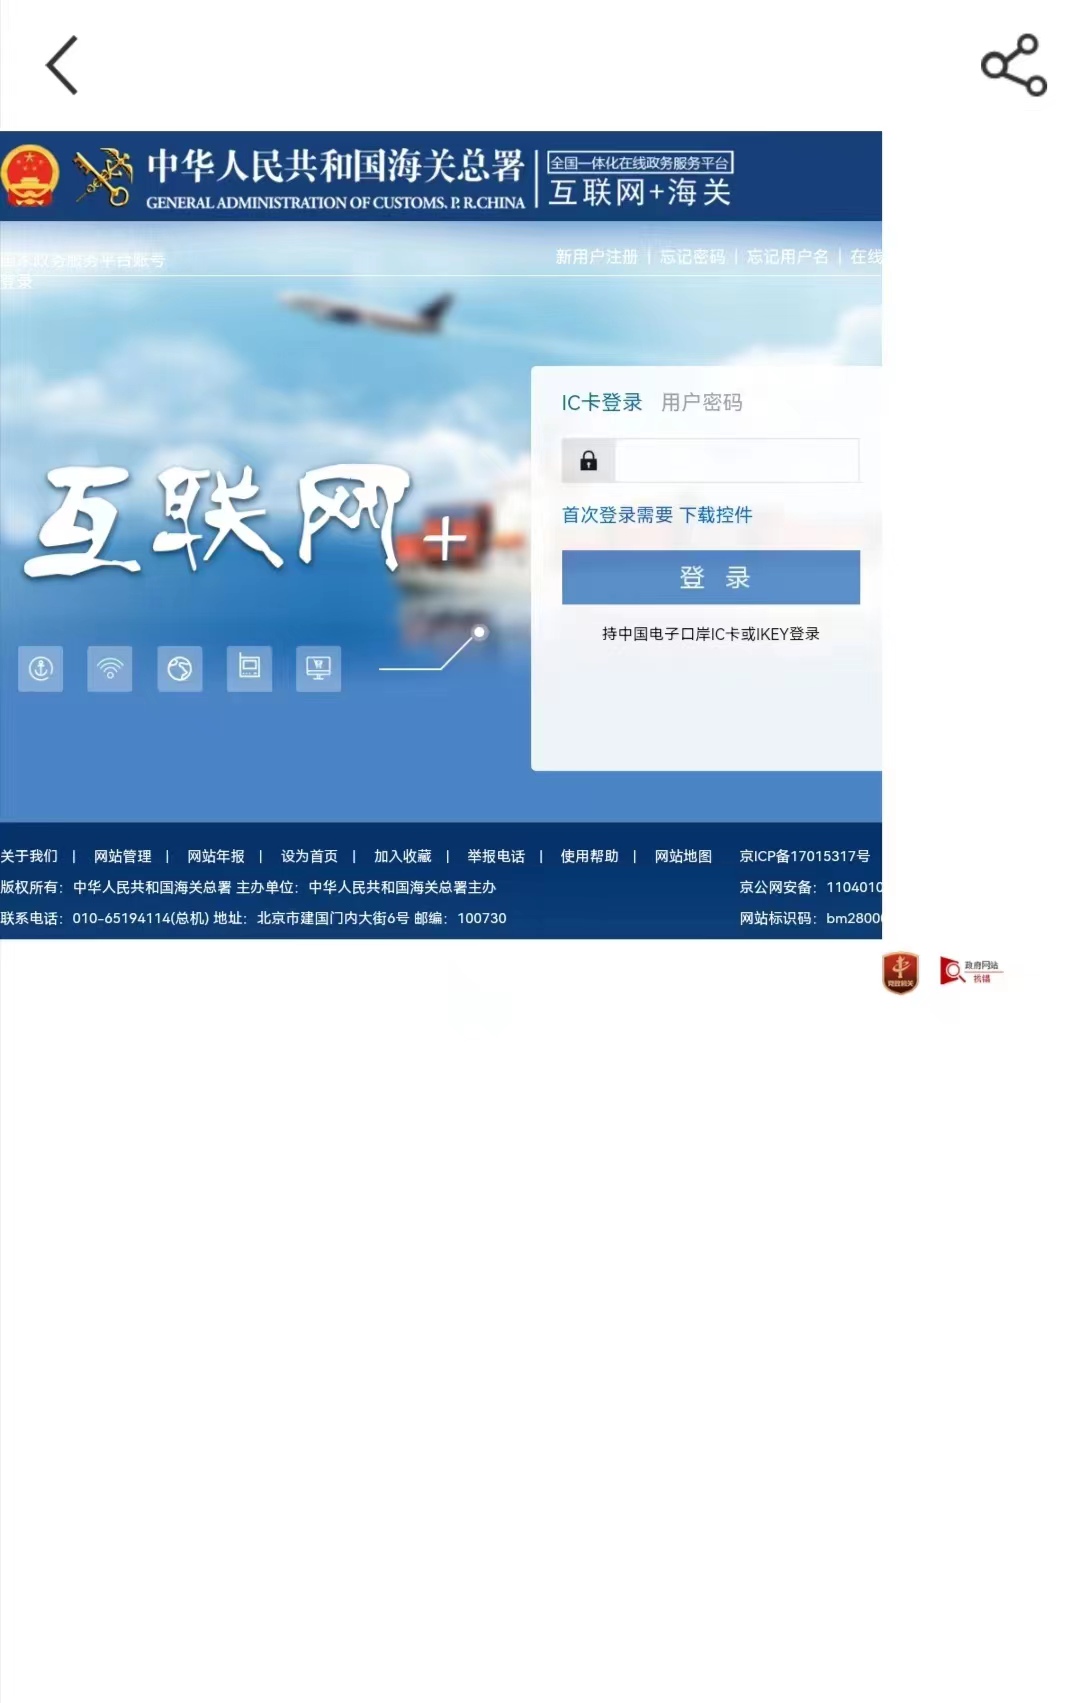 中华人民共和国海关总署
GENERAL ADMINISTRATION OF CUSTOMS. P. R.CHINA
全国一体化在线政务服务平台
互联网+海关
国家政务服务平台账号
登录
新用户注册 | 忘记密码 | 忘记用户名 | 在线
IC卡登录 用户密码
首次登录需要 下载控件
登 录
持中国电子口岸IC卡或IKEY登录
互联网+
关于我们 | 网站管理 | 网站年报 | 设为首页 | 加入收藏 | 举报电话 | 使用帮助 | 网站地图 京ICP备17015317号
版权所有：中华人民共和国海关总署 主办单位：中华人民共和国海关总署主办 京公网安备：1104010
联系电话：010-65194114(总机) 地址：北京市建国门内大街6号 邮编：100730 网站标识码：bm2800
党政机关
政府网站
找错